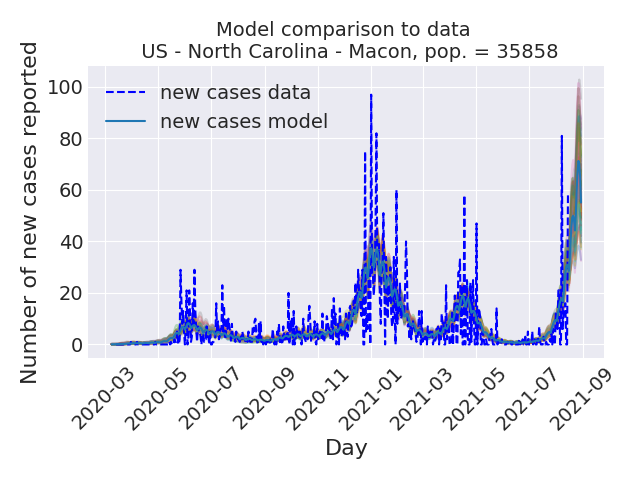 Model comparison to data
US - North Carolina - Macon, pop. = 35858
Number of new cases reported
100
80
60
40
20
0
new cases data
new cases model
2020-03
2020-05
2020-07
2020-09
2020-11
2021-01
2021-03
2021-05
2021-07
2021-09
Day